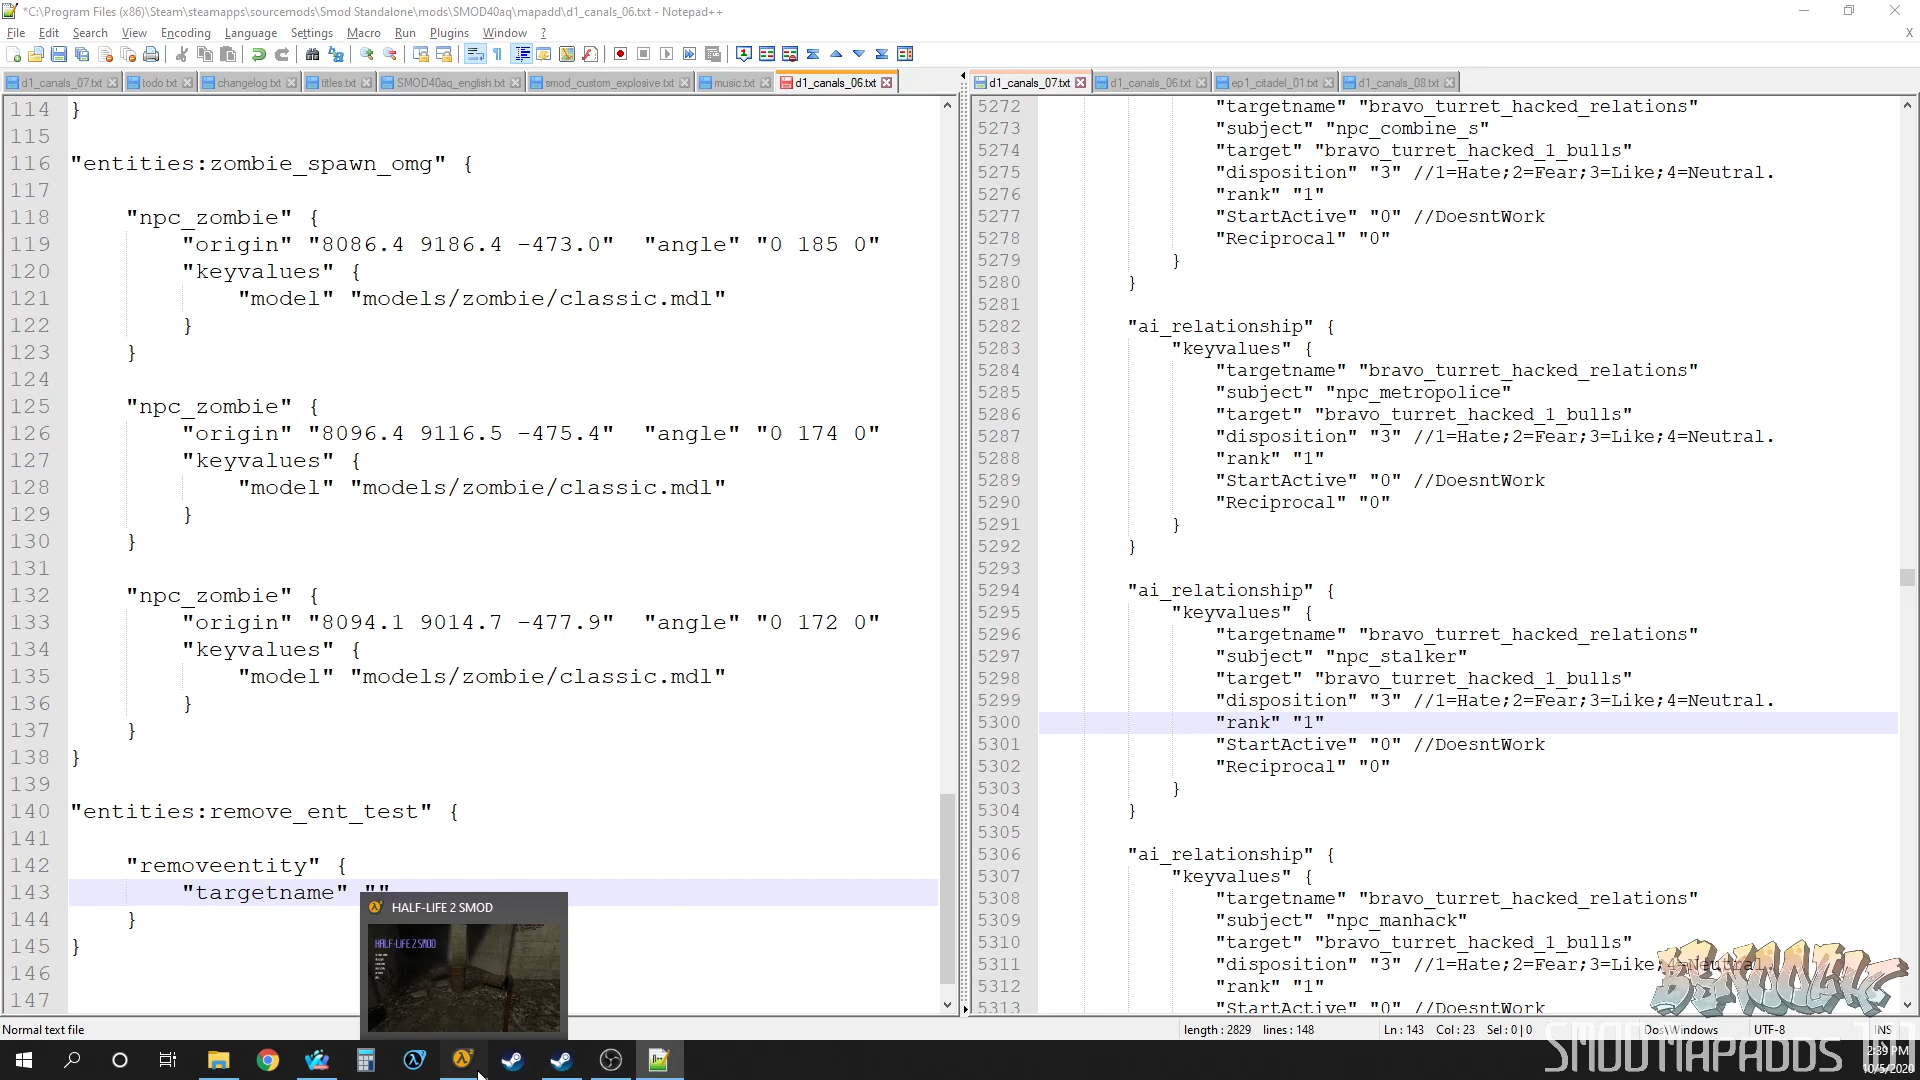 *C:\Program Files (x86)\Steam\steamapps\sourcemods\Smod Standalone\mods\SMOD40aq\mapadd\d1_canals_06.txt - Notepad++
File Edit Search View Encoding Language Settings Macro Run Plugins Window ? X
d1_canals_07.txt todo.txt changelog.txt titles.txt SMOD40aq_english.txt smod_custom_explosive.txt music.txt d1_canals_06.txt
114 }
115
116 "entities:zombie_spawn_omg" {
117
118 "npc_zombie" {
119 "origin" "8086.4 9186.4 -473.0" "angle" "0 185 0"
120 "keyvalues" {
121 "model" "models/zombie/classic.mdl"
122 }
123 }
124
125 "npc_zombie" {
126 "origin" "8096.4 9116.5 -475.4" "angle" "0 174 0"
127 "keyvalues" {
128 "model" "models/zombie/classic.mdl"
129 }
130 }
131
132 "npc_zombie" {
133 "origin" "8094.1 9014.7 -477.9" "angle" "0 172 0"
134 "keyvalues" {
135 "model" "models/zombie/classic.mdl"
136 }
137 }
138 }
139
140 "entities:remove_ent_test" {
141
142 "removeentity" {
143 "targetname" ""
144 }
145 }
146
147
HALF-LIFE 2 SMOD
HALF-LIFE 2 SMOD
d1_canals_07.txt d1_canals_06.txt ep1_citadel_01.txt d1_canals_08.txt
5272 "targetname" "bravo_turret_hacked_relations"
5273 "subject" "npc_combine_s"
5274 "target" "bravo_turret_hacked_1_bulls"
5275 "disposition" "3" //1=Hate;2=Fear;3=Like;4=Neutral.
5276 "rank" "1"
5277 "StartActive" "0" //DoesntWork
5278 "Reciprocal" "0"
5279 }
5280 }
5281
5282 "ai_relationship" {
5283 "keyvalues" {
5284 "targetname" "bravo_turret_hacked_relations"
5285 "subject" "npc_metropolice"
5286 "target" "bravo_turret_hacked_1_bulls"
5287 "disposition" "3" //1=Hate;2=Fear;3=Like;4=Neutral.
5288 "rank" "1"
5289 "StartActive" "0" //DoesntWork
5290 "Reciprocal" "0"
5291 }
5292 }
5293
5294 "ai_relationship" {
5295 "keyvalues" {
5296 "targetname" "bravo_turret_hacked_relations"
5297 "subject" "npc_stalker"
5298 "target" "bravo_turret_hacked_1_bulls"
5299 "disposition" "3" //1=Hate;2=Fear;3=Like;4=Neutral.
5300 "rank" "1"
5301 "StartActive" "0" //DoesntWork
5302 "Reciprocal" "0"
5303 }
5304 }
5305
5306 "ai_relationship" {
5307 "keyvalues" {
5308 "targetname" "bravo_turret_hacked_relations"
5309 "subject" "npc_manhack"
5310 "target" "bravo_turret_hacked_1_bulls"
5311 "disposition" "3" //1=Hate;2=Fear;3=Like;4=Neutral.
5312 "rank" "1"
5313 "StartActive" "0" //DoesntWork
Normal text file length : 2829 lines : 148 Ln : 143 Col : 23 Sel : 0 | 0 Dos\Windows UTF-8 INS
SMOD MAPADDS 101
2:39 PM
10/5/2020